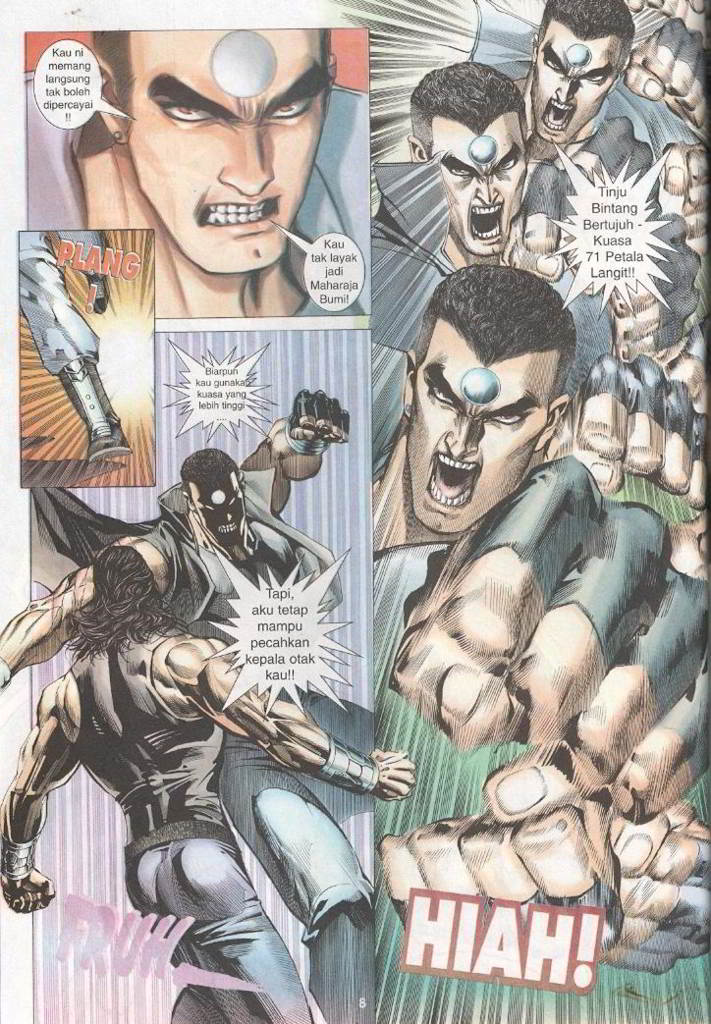 Kau ni
memang
langsung
tak boleh
dipercayai
!!
Kau
tak layak
jadi
Maharaja
Bumi!
PLANG
!
Biarpun
kau gunakan
kuasa yang
lebih tinggi
....
Tapi,
aku tetap
mampu
pecahkan
kepala otak
kau!!
PRUH
8
Tinju
Bintang
Bertujuh -
Kuasa
71 Petala
Langit!!
HIAH!